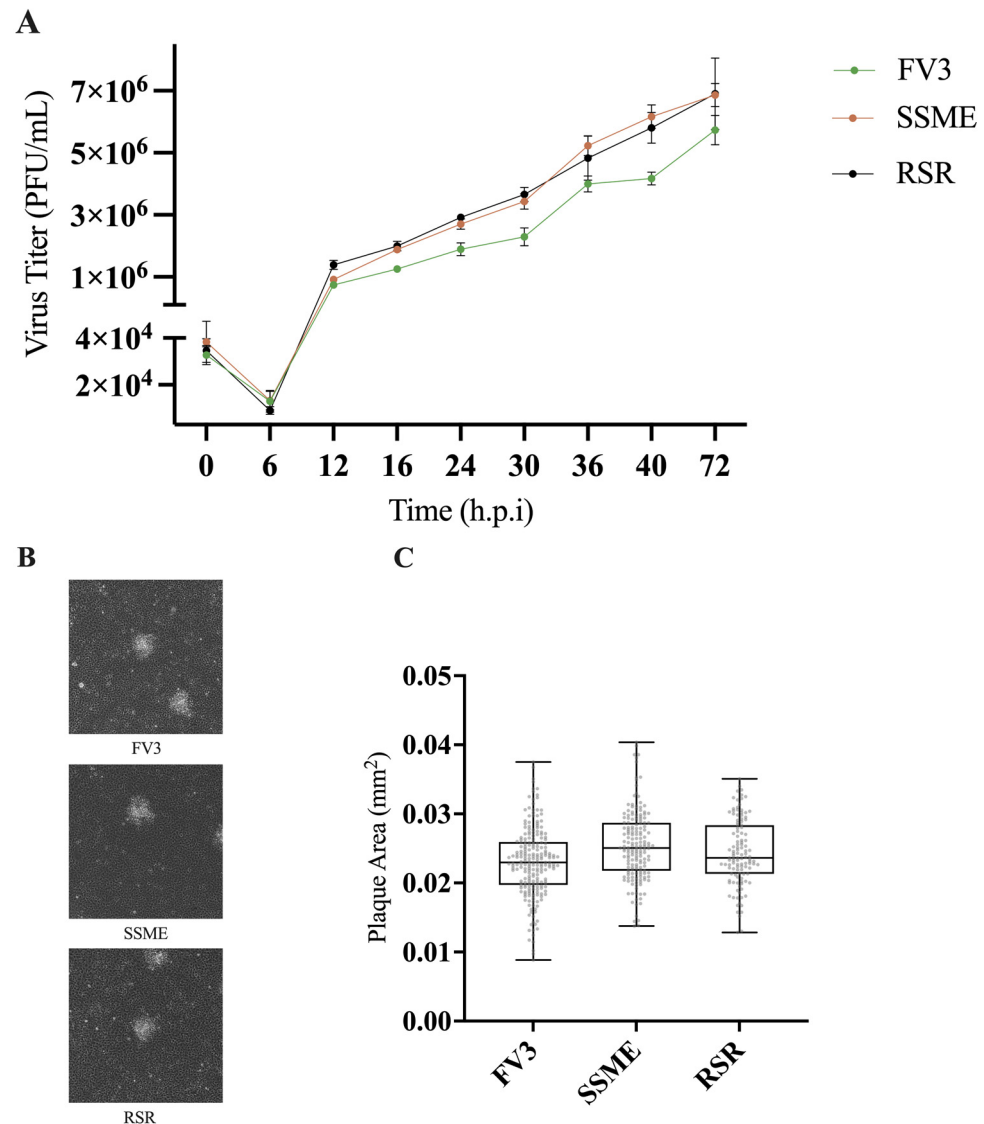 A
Virus Titer (PFU/mL)
7×10⁶
5×10⁶
3×10⁶
1×10⁶
4×10⁴
2×10⁴
0 6 12 16 24 30 36 40 72
Time (h.p.i)
FV3
SSME
RSR
B
FV3
SSME
RSR
C
Plaque Area (mm²)
0.05
0.04
0.03
0.02
0.01
0.00
FV3
SSME
RSR